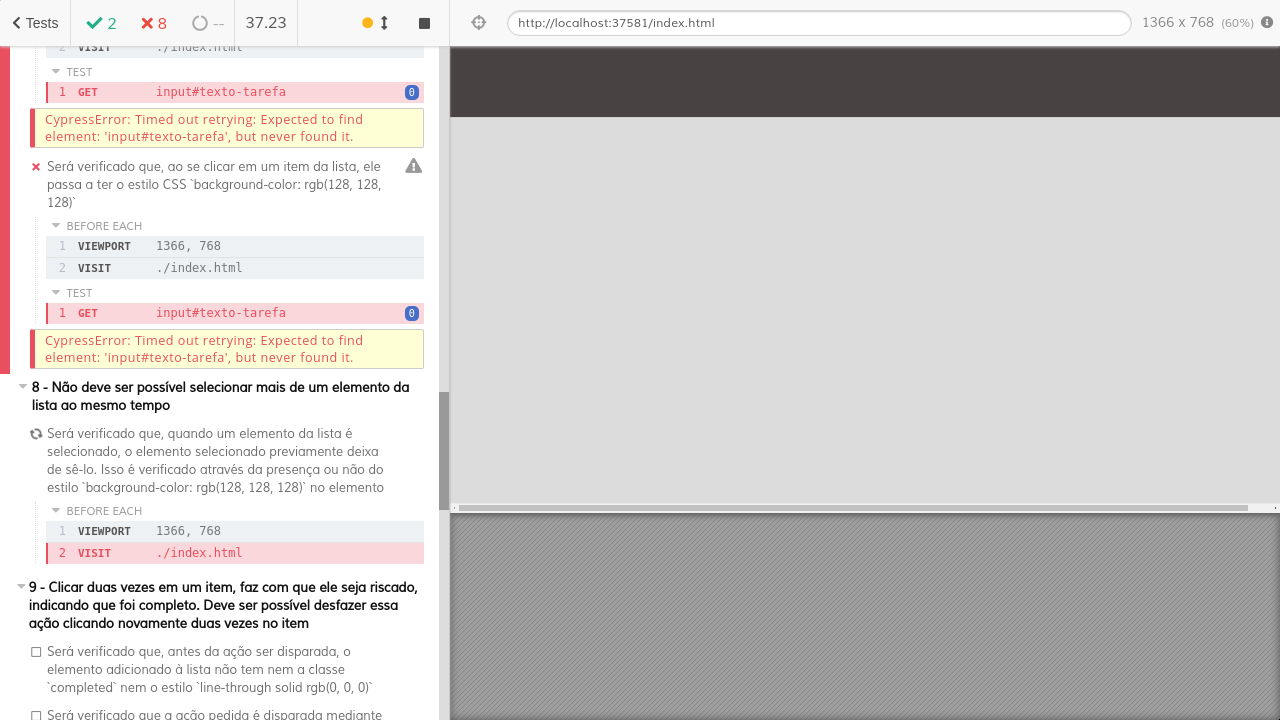 Tests 2 8 -- 37.23 http://localhost:37581/index.html 1366 x 768 (60%)
2 VISIT ./index.html
TEST
1 GET input#texto-tarefa 0
CypressError: Timed out retrying: Expected to find
element: 'input#texto-tarefa', but never found it.
Será verificado que, ao se clicar em um item da lista, ele
passa a ter o estilo CSS `background-color: rgb(128, 128,
128)`
BEFORE EACH
1 VIEWPORT 1366, 768
2 VISIT ./index.html
TEST
1 GET input#texto-tarefa 0
CypressError: Timed out retrying: Expected to find
element: 'input#texto-tarefa', but never found it.
8 - Não deve ser possível selecionar mais de um elemento da
lista ao mesmo tempo
Será verificado que, quando um elemento da lista é
selecionado, o elemento selecionado previamente deixa
de sê-lo. Isso é verificado através da presença ou não do
estilo `background-color: rgb(128, 128, 128)` no elemento
BEFORE EACH
1 VIEWPORT 1366, 768
2 VISIT ./index.html
9 - Clicar duas vezes em um item, faz com que ele seja riscado,
indicando que foi completo. Deve ser possível desfazer essa
ação clicando novamente duas vezes no item
Será verificado que, antes da ação ser disparada, o
elemento adicionado à lista não tem nem a classe
`completed` nem o estilo `line-through solid rgb(0, 0, 0)`
Será verificado que a ação pedida é disparada mediante